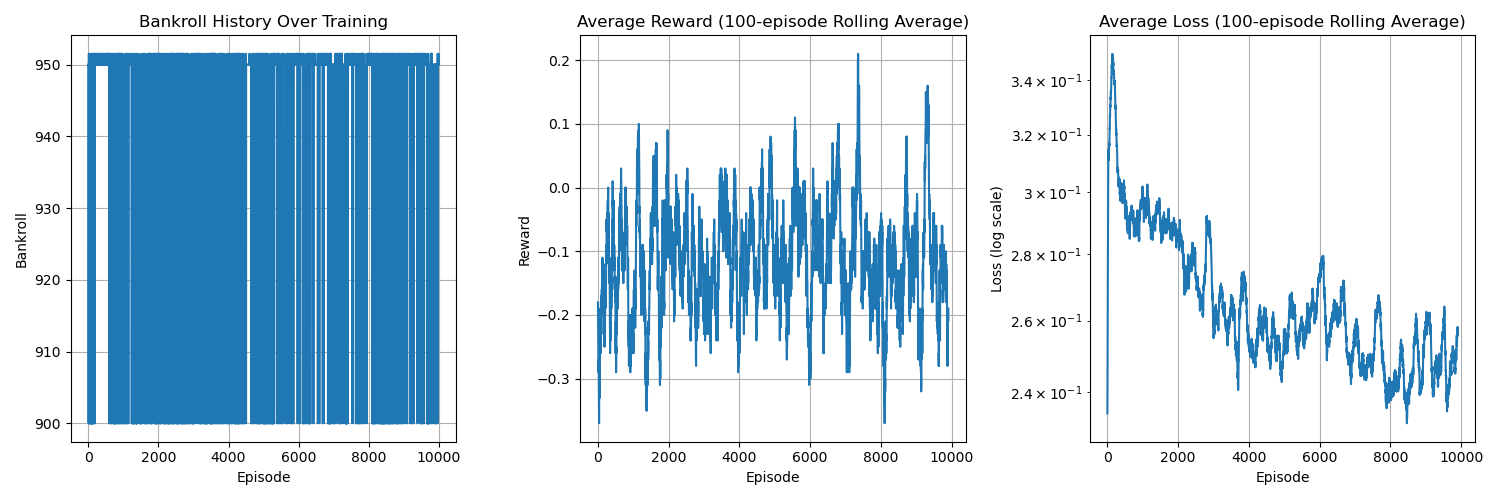 Bankroll History Over Training
950
940
930
920
910
900
Bankroll
0 2000 4000 6000 8000 10000
Episode
Average Reward (100-episode Rolling Average)
0.2
0.1
0.0
−0.1
−0.2
−0.3
Reward
0 2000 4000 6000 8000 10000
Episode
Average Loss (100-episode Rolling Average)
3.4 × 10⁻¹
3.2 × 10⁻¹
3 × 10⁻¹
2.8 × 10⁻¹
2.6 × 10⁻¹
2.4 × 10⁻¹
Loss (log scale)
0 2000 4000 6000 8000 10000
Episode